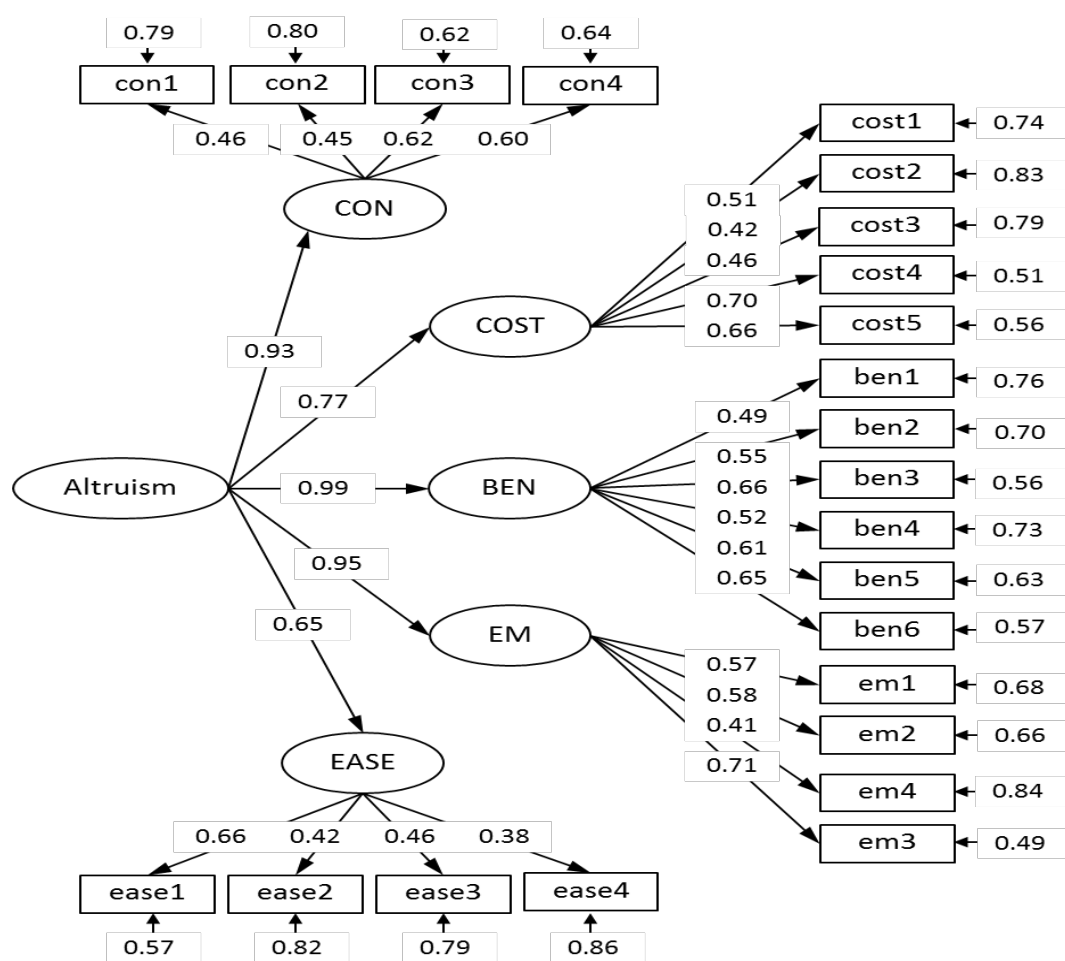 0.79 0.80 0.62 0.64
con1 con2 con3 con4
0.46 0.45 0.62 0.60
CON
cost1 0.74
cost2 0.83
cost3 0.79
cost4 0.51
cost5 0.56
0.51
0.42
0.46
0.70
0.66
COST
0.93
0.77
Altruism
0.99
BEN
0.95
0.65
EM
0.49
0.55
0.66
0.52
0.61
0.65
ben1 0.76
ben2 0.70
ben3 0.56
ben4 0.73
ben5 0.63
ben6 0.57
0.57
0.58
0.41
0.71
em1 0.68
em2 0.66
em4 0.84
em3 0.49
EASE
0.66 0.42 0.46 0.38
ease1 ease2 ease3 ease4
0.57 0.82 0.79 0.86